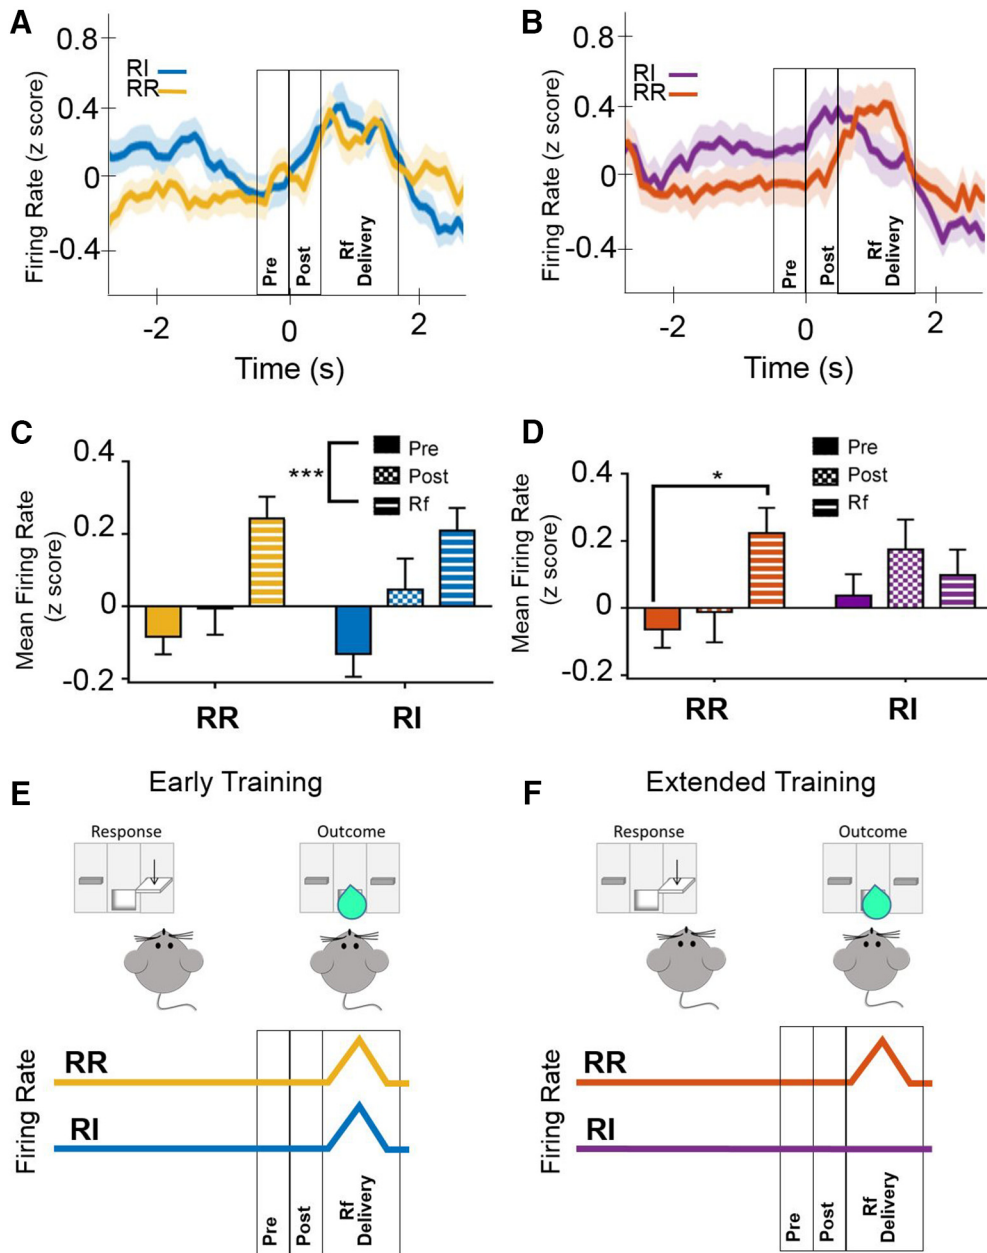 A
0.8
0.4
0
-0.4
Firing Rate (z score)
RI
RR
Pre
Post
Rf
Delivery
-2
0
2
Time (s)
B
0.8
0.4
0
-0.4
Firing Rate (z score)
RI
RR
Pre
Post
Rf
Delivery
-2
0
2
Time (s)
C
0.4
0.2
0
-0.2
Mean Firing Rate
(z score)
***
Pre
Post
Rf
RR
RI
D
0.4
0.2
0
-0.2
Mean Firing Rate
(z score)
*
Pre
Post
Rf
RR
RI
E
Early Training
Response
Outcome
Firing Rate
RR
RI
Pre
Post
Rf
Delivery
F
Extended Training
Response
Outcome
Firing Rate
RR
RI
Pre
Post
Rf
Delivery